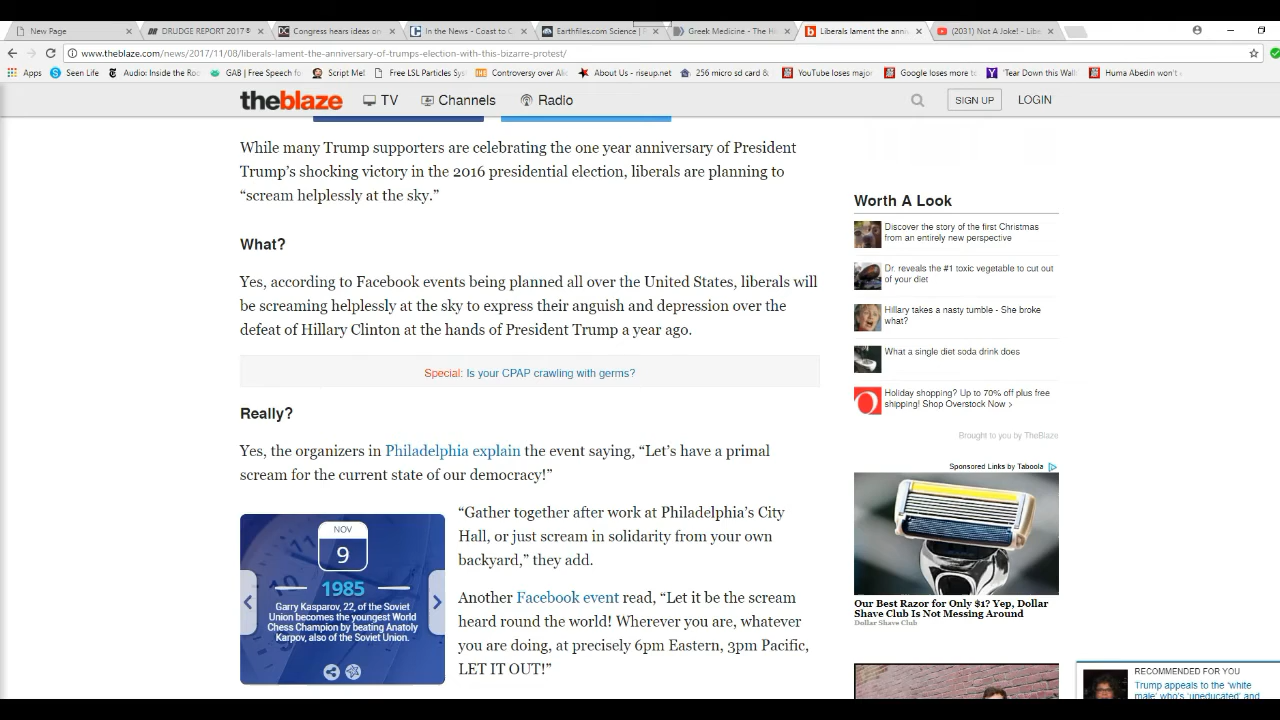 New Page
DRUDGE REPORT 2017®
Congress hears ideas on
In the News - Coast to C
Earthfiles.com Science |
Greek Medicine - The Hi
Liberals lament the anni
(2031) Not A Joke! - Libe
www.theblaze.com/news/2017/11/08/liberals-lament-the-anniversary-of-trumps-election-with-this-bizarre-protest/
Apps
Seen Life
Audio: Inside the Roo
GAB | Free Speech fo
Script Me!
Free LSL Particles Sys
Controversy over Ali
About Us - riseup.net
256 micro sd card &
YouTube loses major
Google loses more t
'Tear Down this Wall
Huma Abedin won't
theblaze
TV
Channels
Radio
SIGN UP
LOGIN
While many Trump supporters are celebrating the one year anniversary of President
Trump's shocking victory in the 2016 presidential election, liberals are planning to
“scream helplessly at the sky.”
What?
Yes, according to Facebook events being planned all over the United States, liberals will
be screaming helplessly at the sky to express their anguish and depression over the
defeat of Hillary Clinton at the hands of President Trump a year ago.
Special: Is your CPAP crawling with germs?
Really?
Yes, the organizers in Philadelphia explain the event saying, “Let's have a primal
scream for the current state of our democracy!”
NOV
9
1985
Garry Kasparov, 22, of the Soviet
Union becomes the youngest World
Chess Champion by beating Anatoly
Karpov, also of the Soviet Union.
“Gather together after work at Philadelphia's City
Hall, or just scream in solidarity from your own
backyard,” they add.
Another Facebook event read, “Let it be the scream
heard round the world! Wherever you are, whatever
you are doing, at precisely 6pm Eastern, 3pm Pacific,
LET IT OUT!”
Worth A Look
Discover the story of the first Christmas
from an entirely new perspective
Dr. reveals the #1 toxic vegetable to cut out
of your diet
Hillary takes a nasty tumble - She broke
what?
What a single diet soda drink does
Holiday shopping? Up to 70% off plus free
shipping! Shop Overstock Now >
Brought to you by TheBlaze
Sponsored Links by Taboola
Our Best Razor for Only $1? Yep, Dollar
Shave Club Is Not Messing Around
Dollar Shave Club
RECOMMENDED FOR YOU
Trump appeals to the 'white
male' who's 'uneducated' and